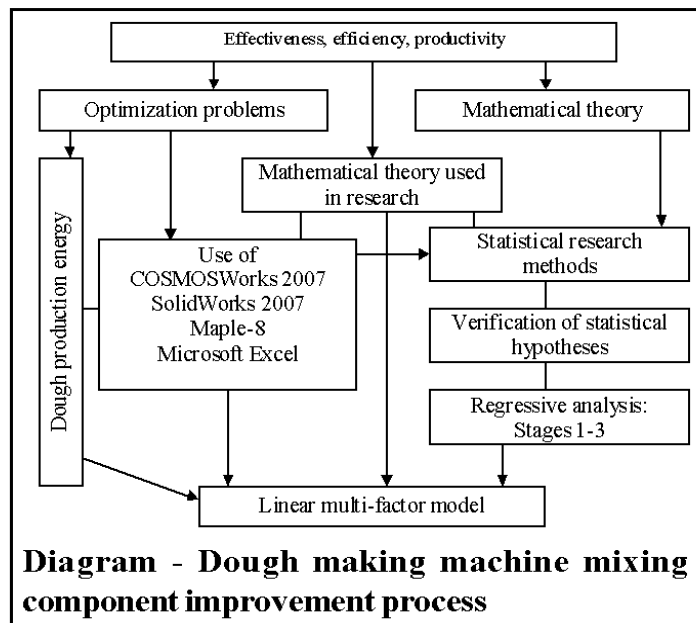 Effectiveness, efficiency, productivity
Optimization problems
Mathematical theory
Dough production energy
Mathematical theory used
in research
Use of
COSMOSWorks 2007
SolidWorks 2007
Maple-8
Microsoft Excel
Statistical research
methods
Verification of statistical
hypotheses
Regressive analysis:
Stages 1-3
Linear multi-factor model
Diagram - Dough making machine mixing
component improvement process